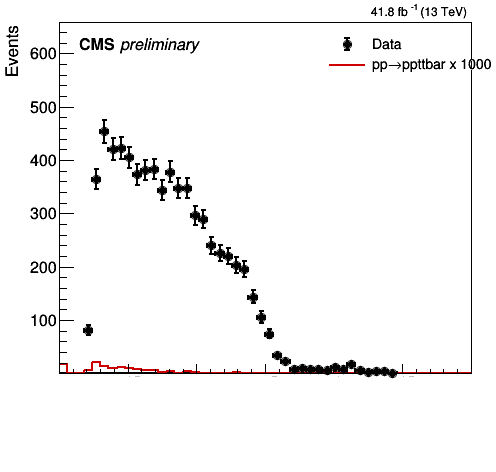 41.8 fb⁻¹ (13 TeV)
Events
CMS preliminary
Data
pp→ppttbar x 1000
600
500
400
300
200
100